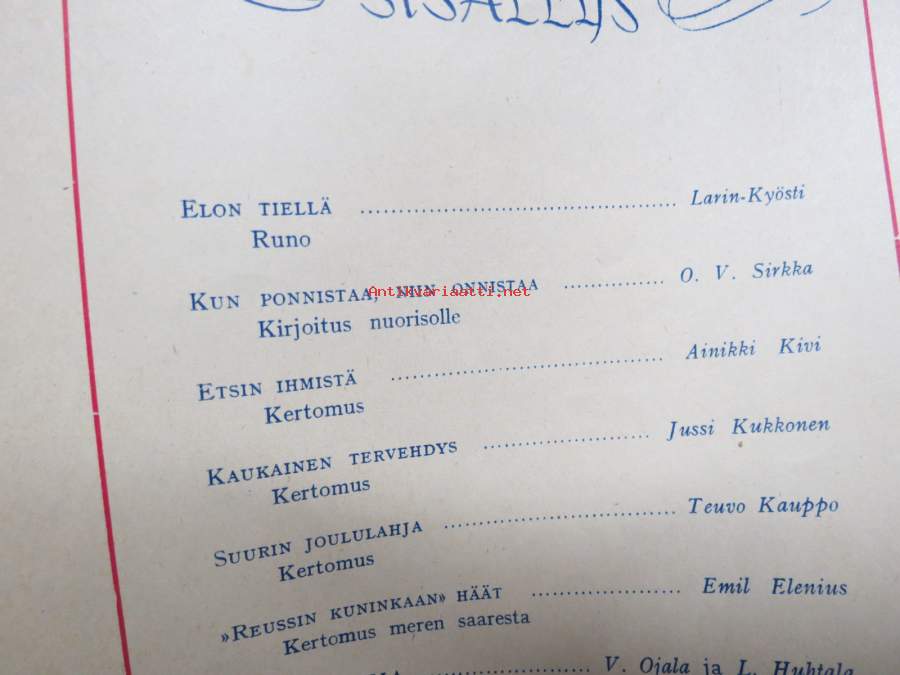 SISÄLLYS
ELON TIELLÄ ........................................ Larin-Kyösti
Runo
KUN PONNISTAA, NIIN ONNISTAA ............. O. V. Sirkka
Antikvariaatti.net
Kirjoitus nuorisolle
ETSIN IHMISTÄ ................................... Ainikki Kivi
Kertomus
KAUKAINEN TERVEHDYS ..................... Jussi Kukkonen
Kertomus
SUURIN JOULULAHJA .............................. Teuvo Kauppo
Kertomus
»REUSSIN KUNINKAAN» HÄÄT ................... Emil Elenius
Kertomus meren saaresta
.................... V. Ojala ja L. Huhtala